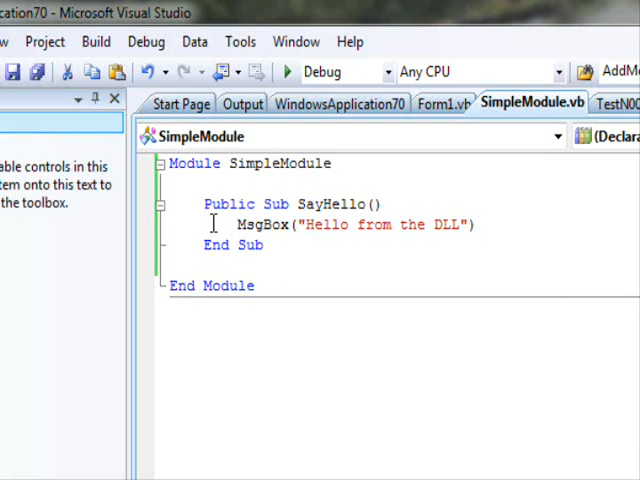 cation70 - Microsoft Visual Studio
w Project Build Debug Data Tools Window Help
Debug Any CPU AddMe
Start Page Output WindowsApplication70 Form1.vb SimpleModule.vb TestN00
able controls in this
tem onto this text to
the toolbox.
SimpleModule (Declara
Module SimpleModule
Public Sub SayHello()
MsgBox("Hello from the DLL")
End Sub
End Module